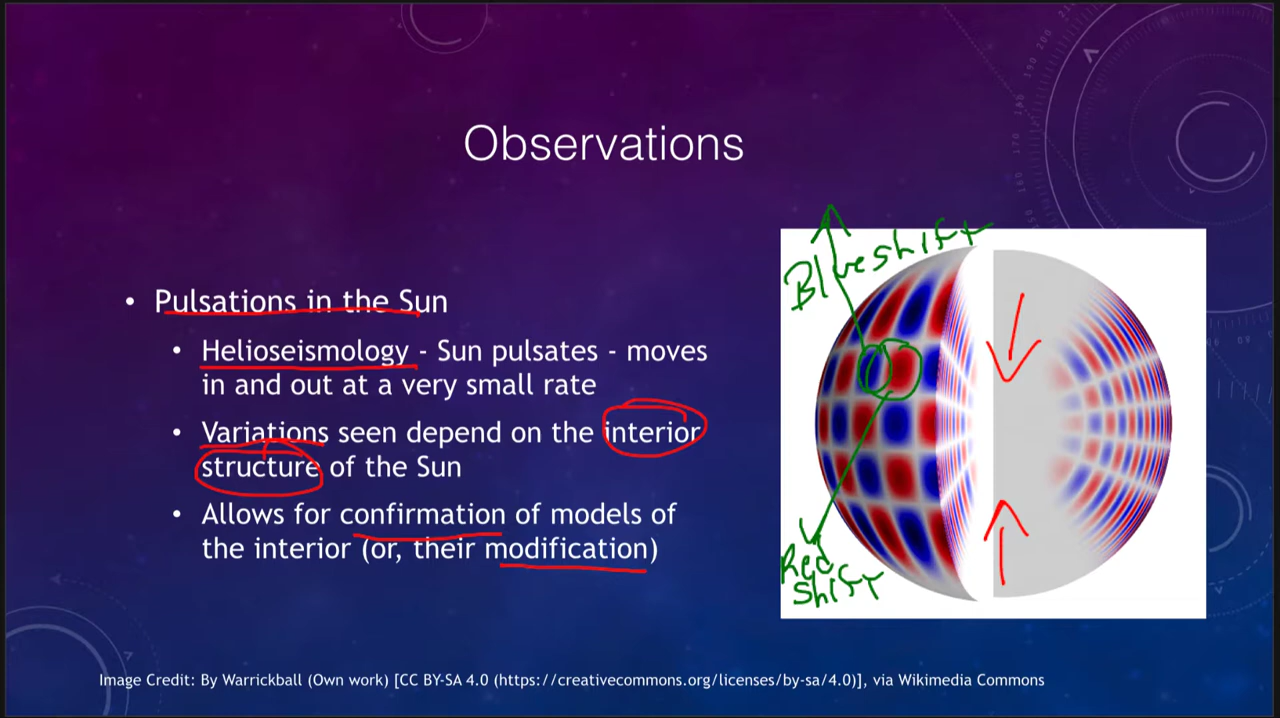 Observations
• Pulsations in the Sun
• Helioseismology - Sun pulsates - moves
in and out at a very small rate
• Variations seen depend on the interior
structure of the Sun
• Allows for confirmation of models of
the interior (or, their modification)
Blueshift
Red
shift
Image Credit: By Warrickball (Own work) [CC BY-SA 4.0 (https://creativecommons.org/licenses/by-sa/4.0)], via Wikimedia Commons